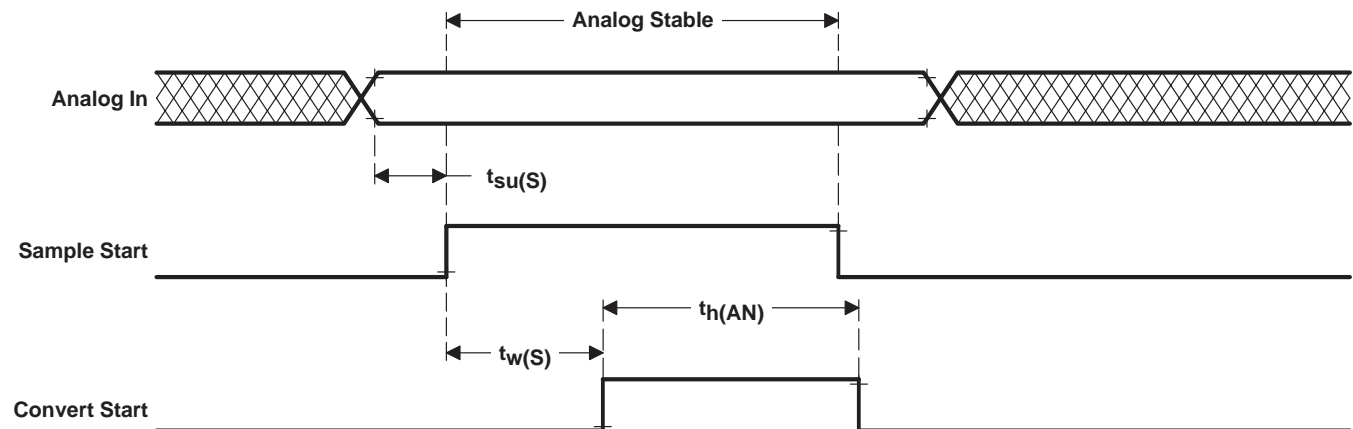 Analog Stable
Analog In
tsu(S)
Sample Start
th(AN)
tw(S)
Convert Start